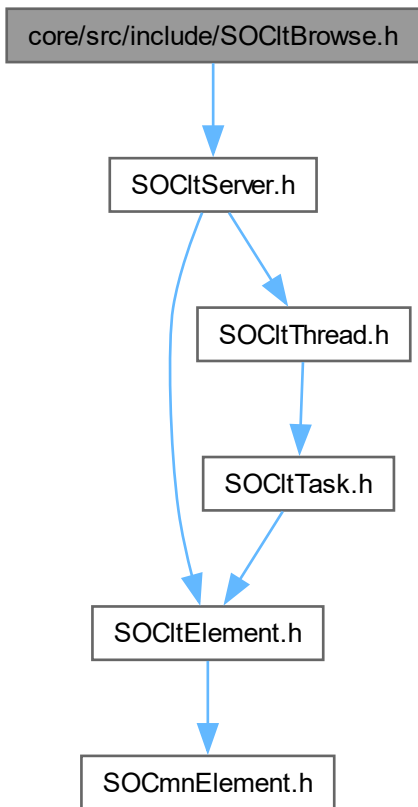 core/src/include/SOCltBrowse.h
SOCltServer.h
SOCltThread.h
SOCltTask.h
SOCltElement.h
SOCmnElement.h